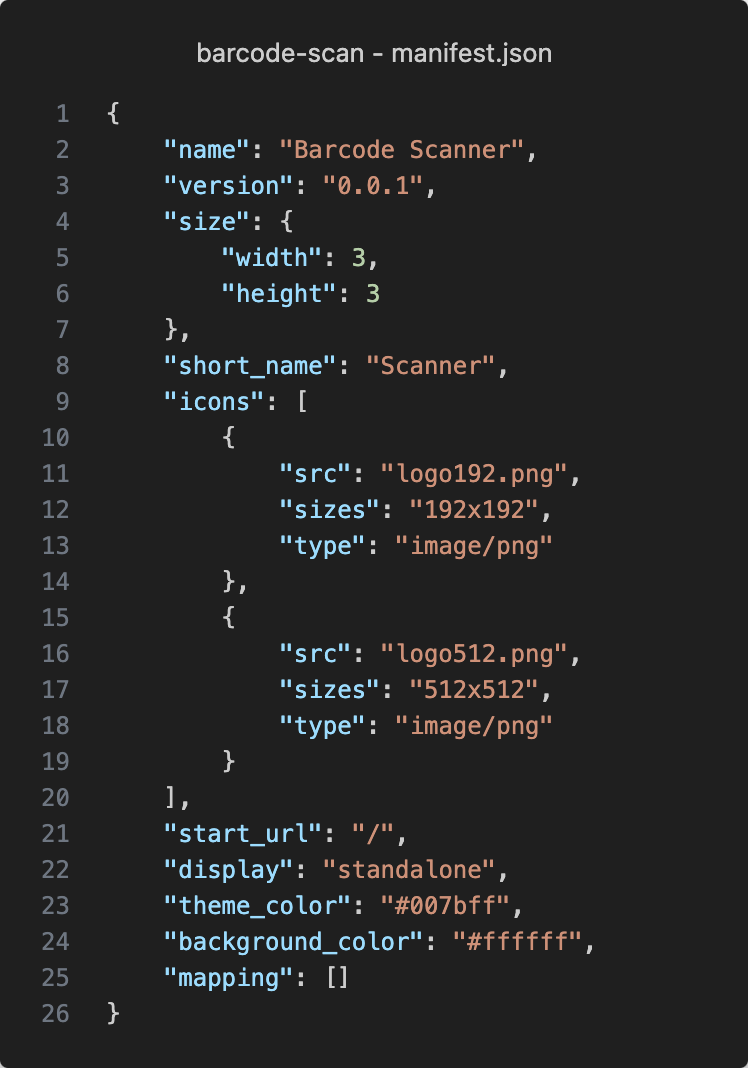 barcode-scan - manifest.json
1 {
2     "name": "Barcode Scanner",
3     "version": "0.0.1",
4     "size": {
5         "width": 3,
6         "height": 3
7     },
8     "short_name": "Scanner",
9     "icons": [
10         {
11             "src": "logo192.png",
12             "sizes": "192x192",
13             "type": "image/png"
14         },
15         {
16             "src": "logo512.png",
17             "sizes": "512x512",
18             "type": "image/png"
19         }
20     ],
21     "start_url": "/",
22     "display": "standalone",
23     "theme_color": "#007bff",
24     "background_color": "#ffffff",
25     "mapping": []
26 }